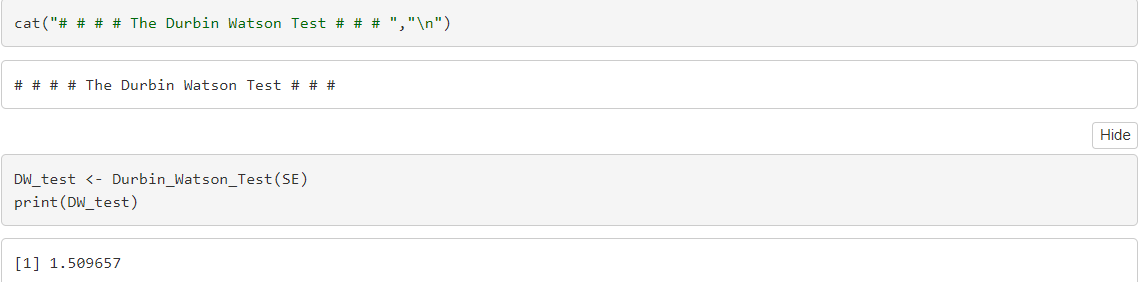 cat("# # # # The Durbin Watson Test # # # ","\n")
# # # # The Durbin Watson Test # # #
Hide
DW_test <- Durbin_Watson_Test(SE)
print(DW_test)
[1] 1.509657